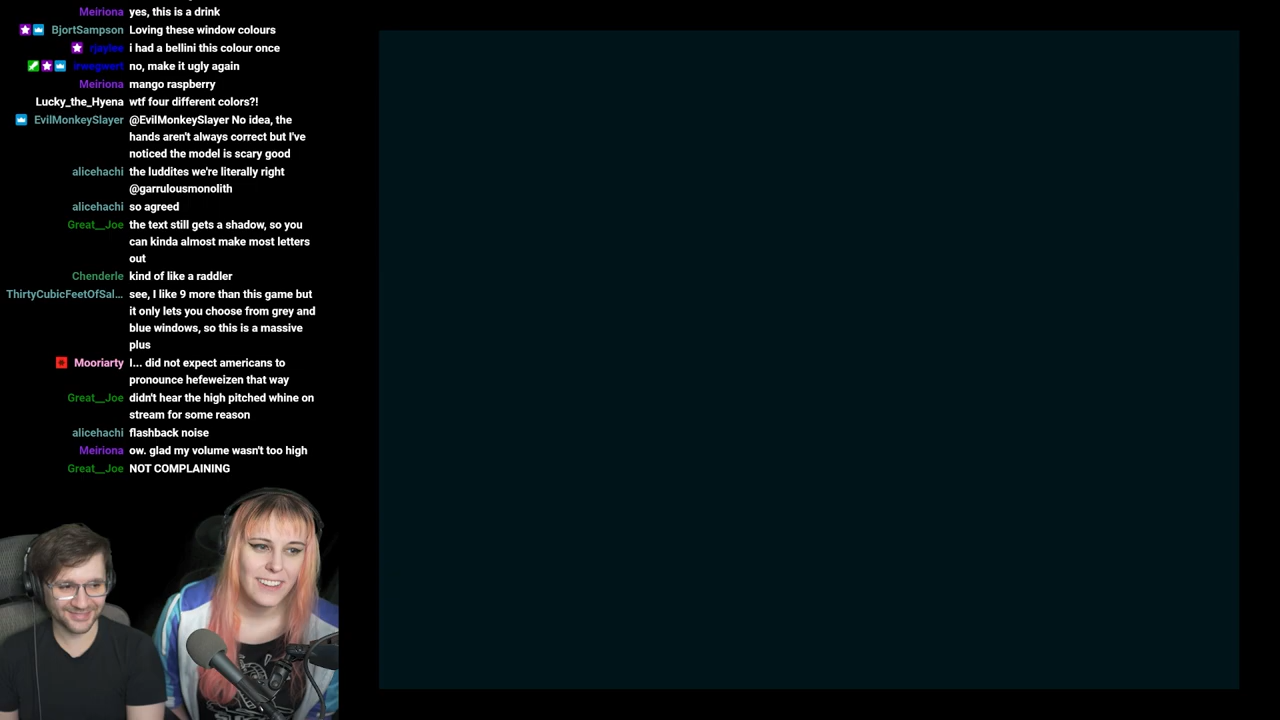 Meiriona yes, this is a drink
BjortSampson Loving these window colours
rjaylee i had a bellini this colour once
no, make it ugly again
Meiriona mango raspberry
Lucky_the_Hyena wtf four different colors?!
EvilMonkeySlayer @EvilMonkeySlayer No idea, the
hands aren't always correct but I've
noticed the model is scary good
alicehachi the luddites we're literally right
@garrulousmonolith
alicehachi so agreed
Great__Joe the text still gets a shadow, so you
can kinda almost make most letters
out
Chenderle kind of like a raddler
ThirtyCubicFeetOfSal... see, I like 9 more than this game but
it only lets you choose from grey and
blue windows, so this is a massive
plus
Mooriarty I... did not expect americans to
pronounce hefeweizen that way
Great__Joe didn't hear the high pitched whine on
stream for some reason
alicehachi flashback noise
Meiriona ow. glad my volume wasn't too high
Great__Joe NOT COMPLAINING